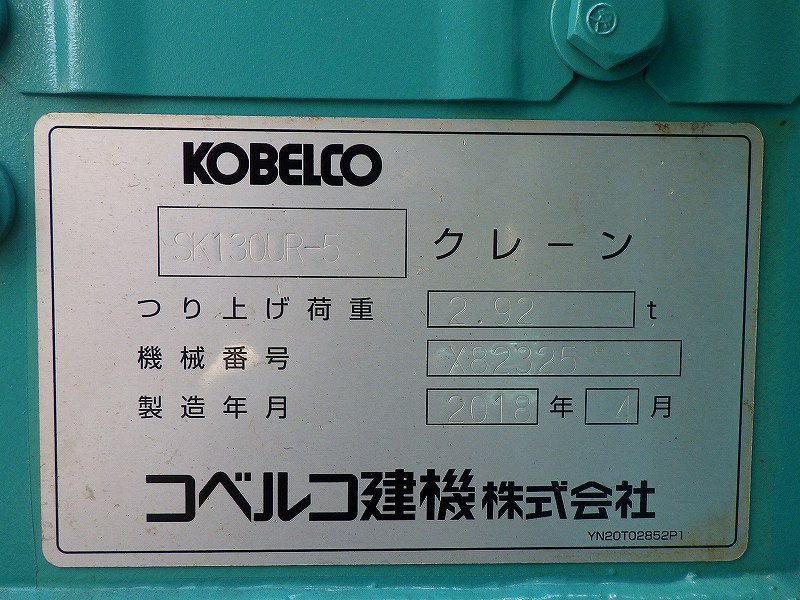 KOBELCO
SK130UR-5 クレーン
つり上げ荷重 2.92 t
機械番号 X82325
製造年月 2018 年 4 月
コベルコ建機株式会社
YN20T02852P1